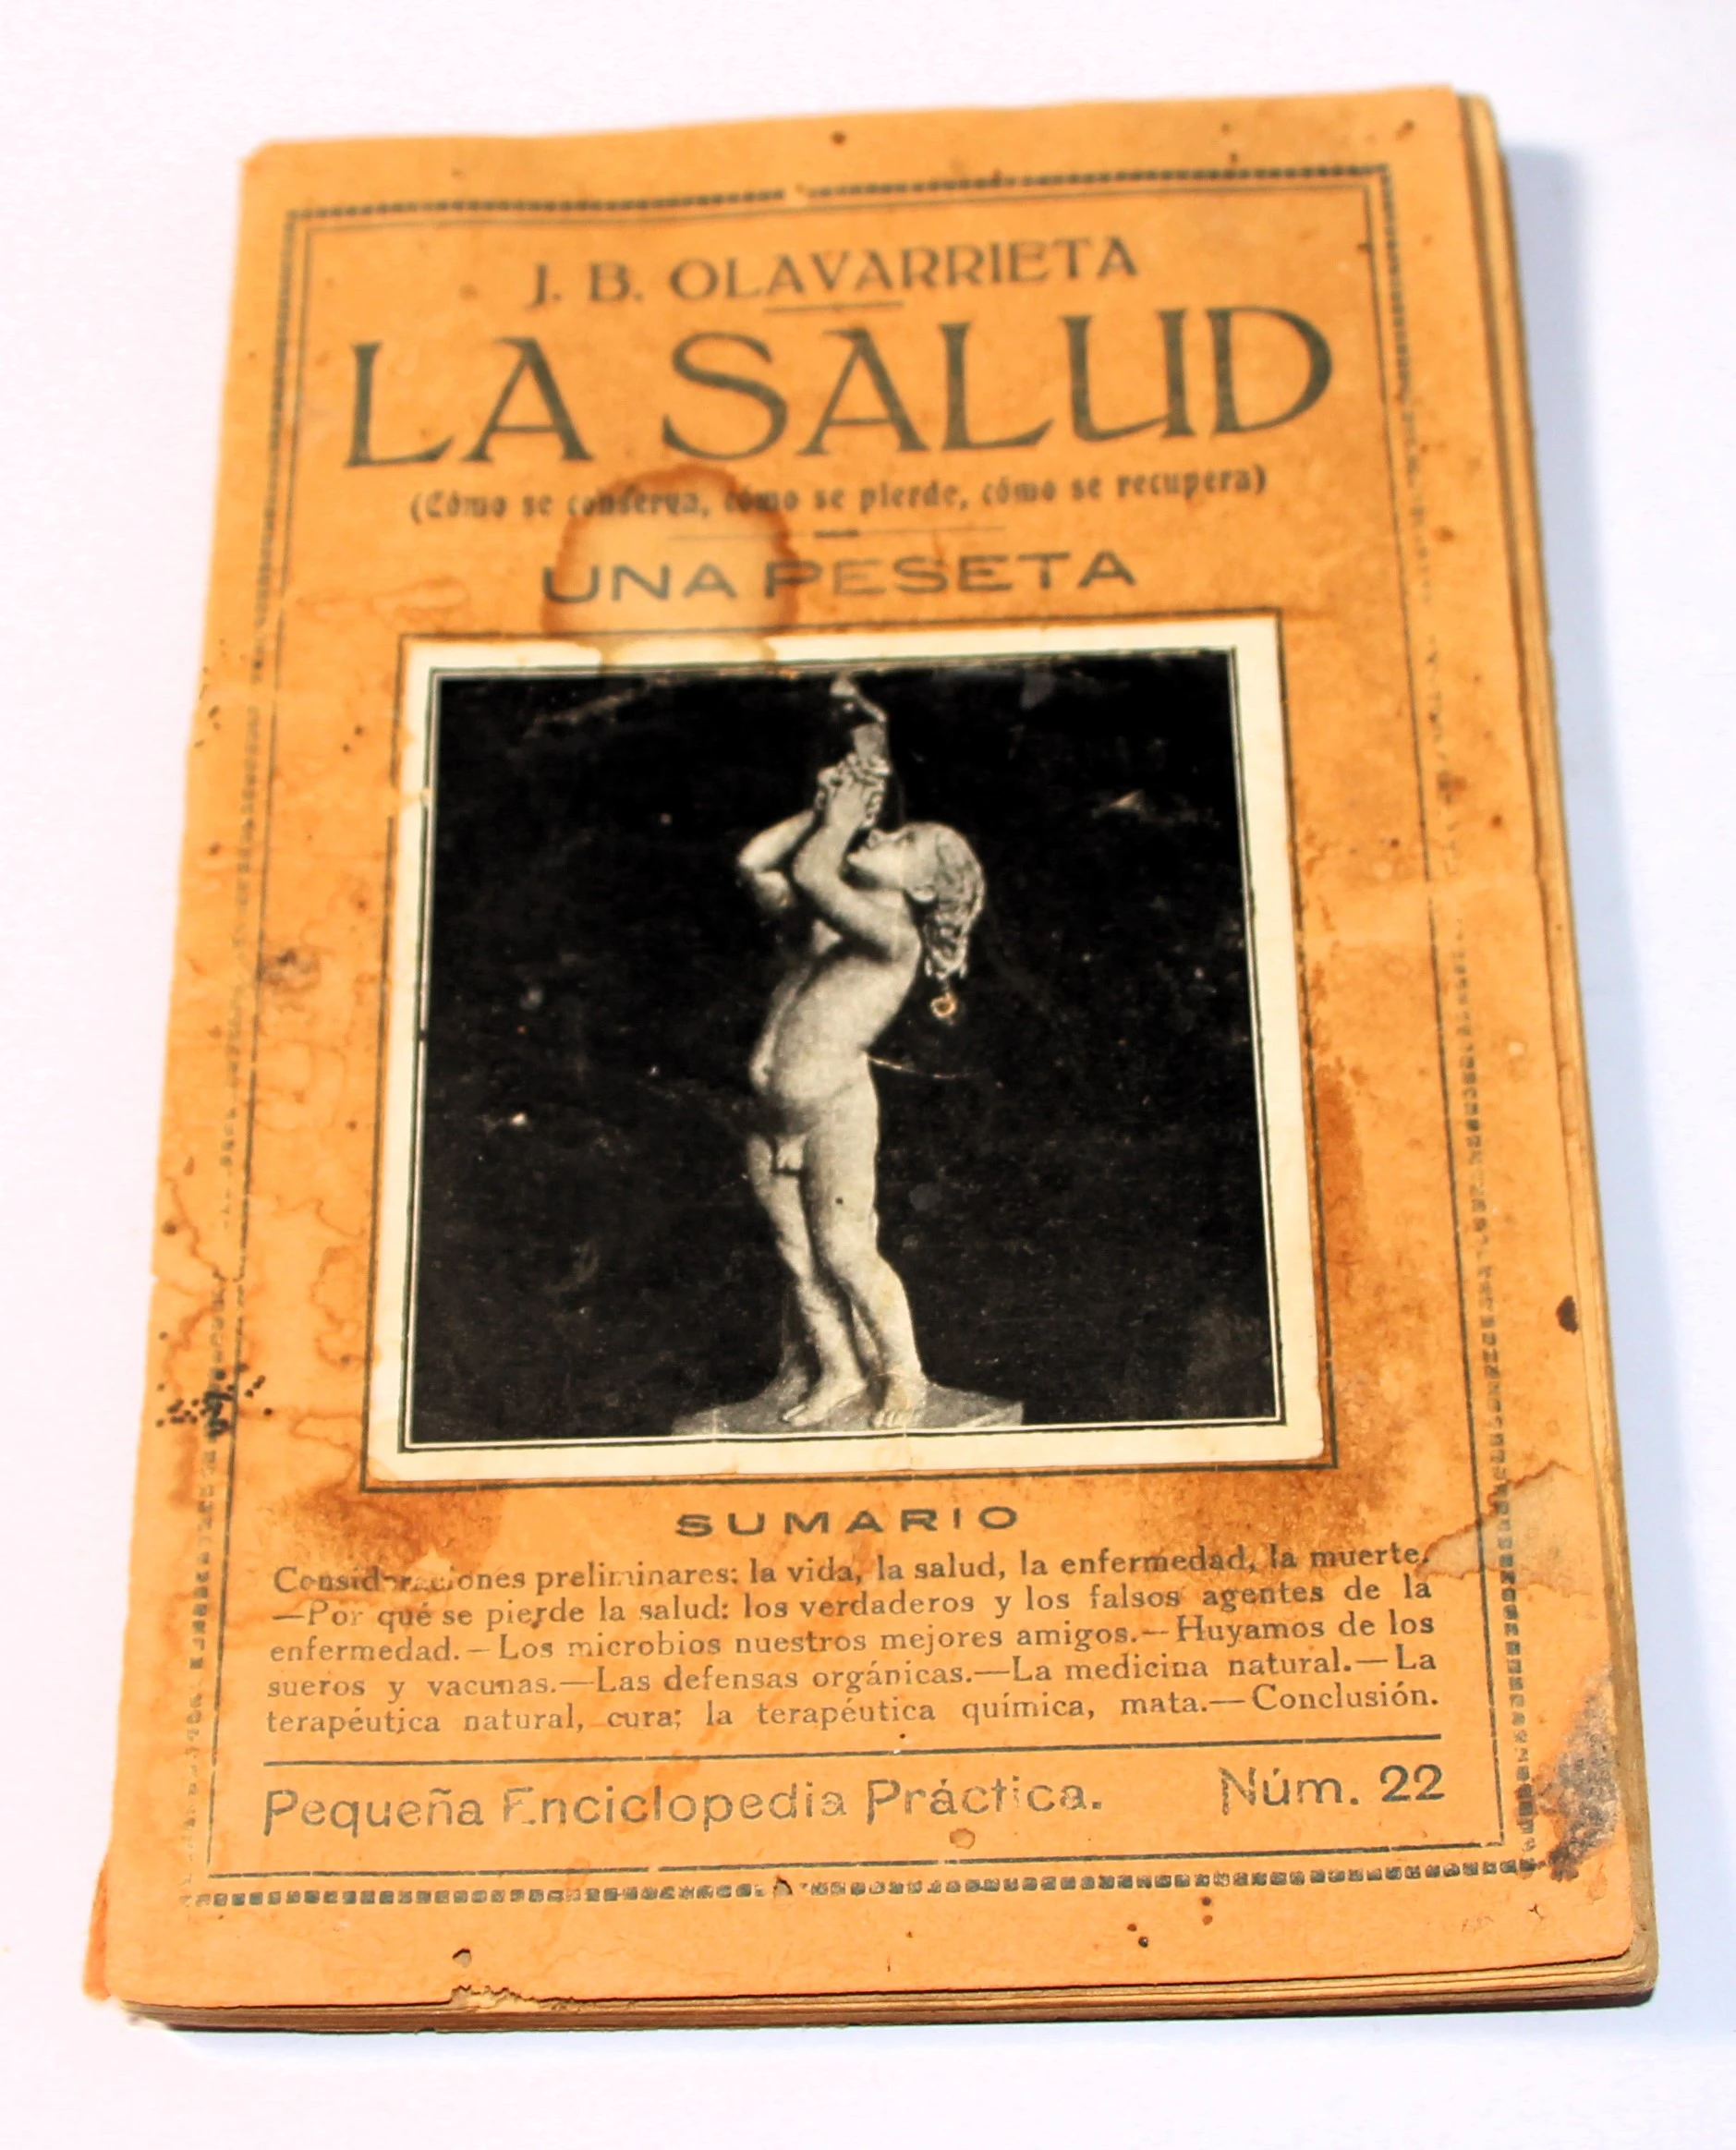 J. B. OLAVARRIETA
LA SALUD
(Cómo se conserva, cómo se pierde, cómo se recupera)
UNA PESETA
SUMARIO
Consideraciones preliminares: la vida, la salud, la enfermedad, la muerte.
—Por qué se pierde la salud: los verdaderos y los falsos agentes de la
enfermedad.—Los microbios nuestros mejores amigos.—Huyamos de los
sueros y vacunas.—Las defensas orgánicas.—La medicina natural.—La
terapéutica natural, cura; la terapéutica química, mata.—Conclusión.
Pequeña Enciclopedia Práctica. Núm. 22